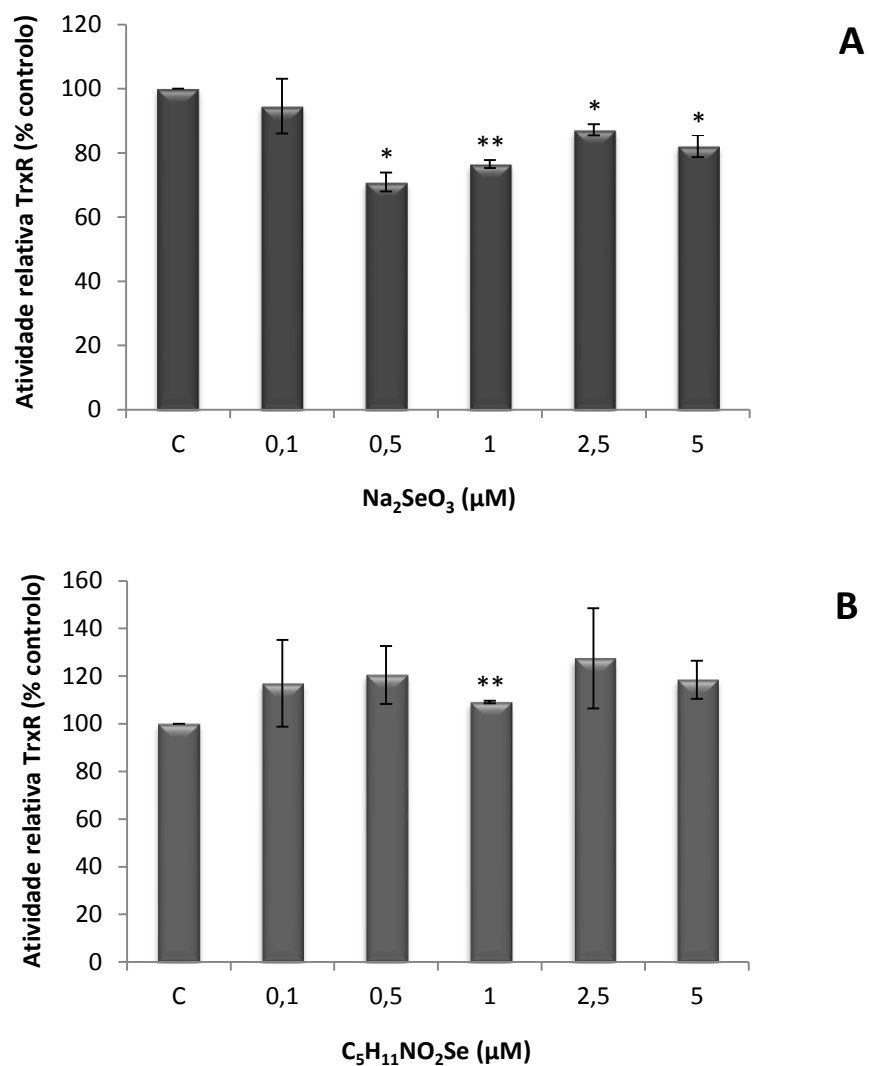 A
Atividade relativa TrxR (% controlo)
120
100
80
60
40
20
0
*
**
*
*
C 0,1 0,5 1 2,5 5
Na₂SeO₃ (µM)
B
Atividade relativa TrxR (% controlo)
160
140
120
100
80
60
40
20
0
**
C 0,1 0,5 1 2,5 5
C₅H₁₁NO₂Se (µM)